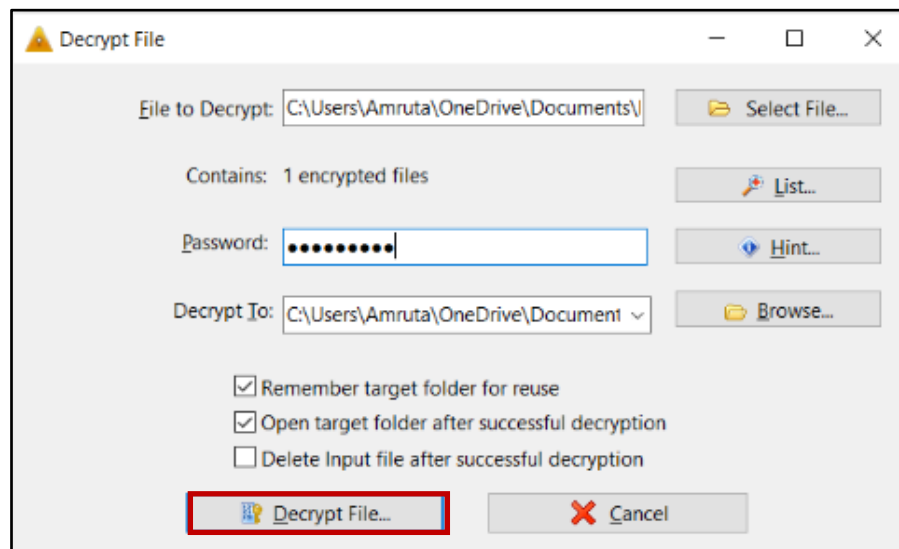 Decrypt File
File to Decrypt: C:\Users\Amruta\OneDrive\Documents\ Select File...
Contains: 1 encrypted files List...
Password: ●●●●●●●●● Hint...
Decrypt To: C:\Users\Amruta\OneDrive\Document Browse...
Remember target folder for reuse
Open target folder after successful decryption
Delete Input file after successful decryption
Decrypt File... Cancel